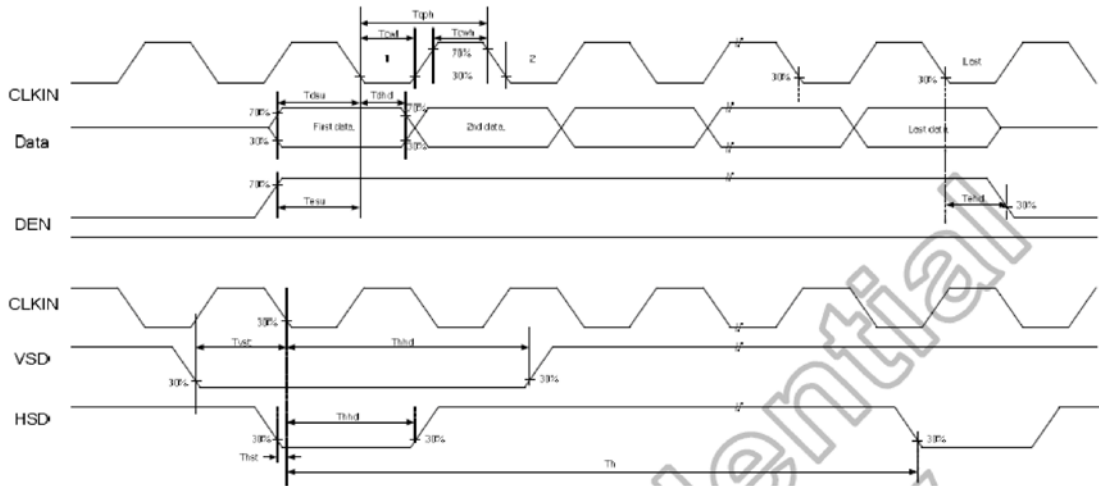 Tcph
Tcwl
Tcwh
1
70%
30%
2
30%
30%
Last
CLKIN
Tdsu
Tdhd
70%
70%
First data
2nd data
Last data
30%
30%
Data
70%
Tesu
Tehd
30%
DEN
CLKIN
30%
Tvst
Thhd
VSD
30%
30%
HSD
Thhd
30%
30%
30%
Thst
Th
dential